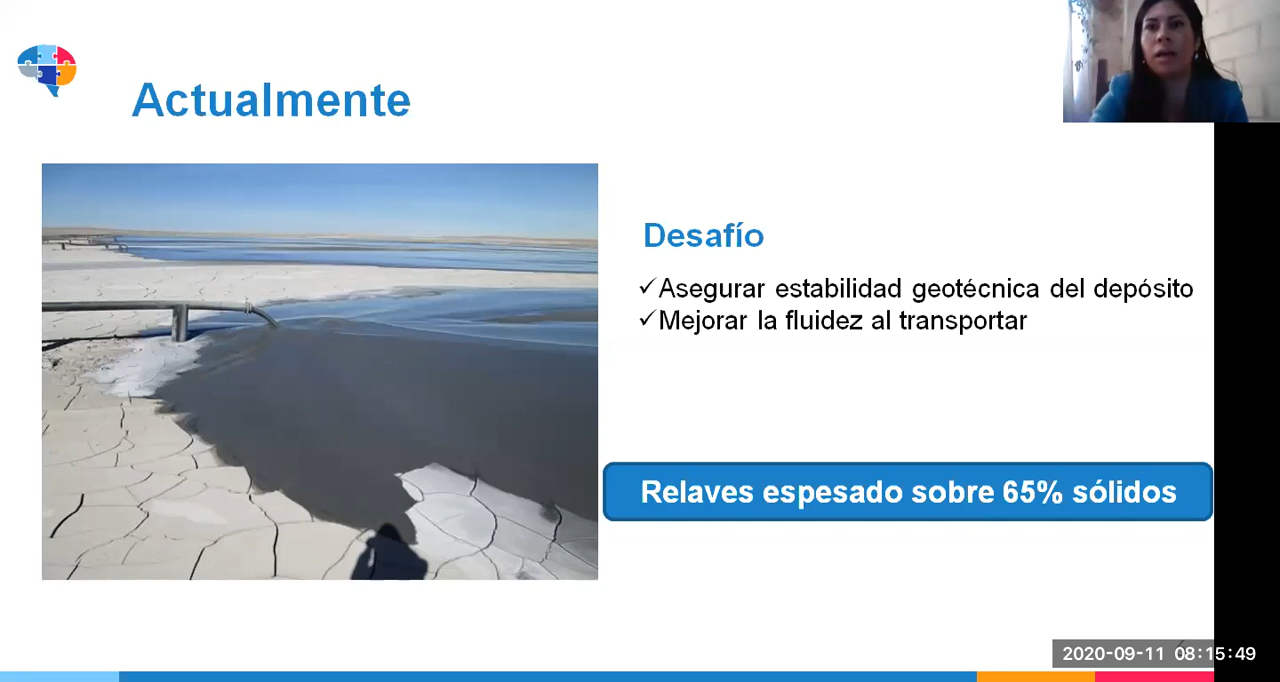 Actualmente
Desafío
✓Asegurar estabilidad geotécnica del depósito
✓Mejorar la fluidez al transportar
Relaves espesado sobre 65% sólidos
2020-09-11 08:15:49